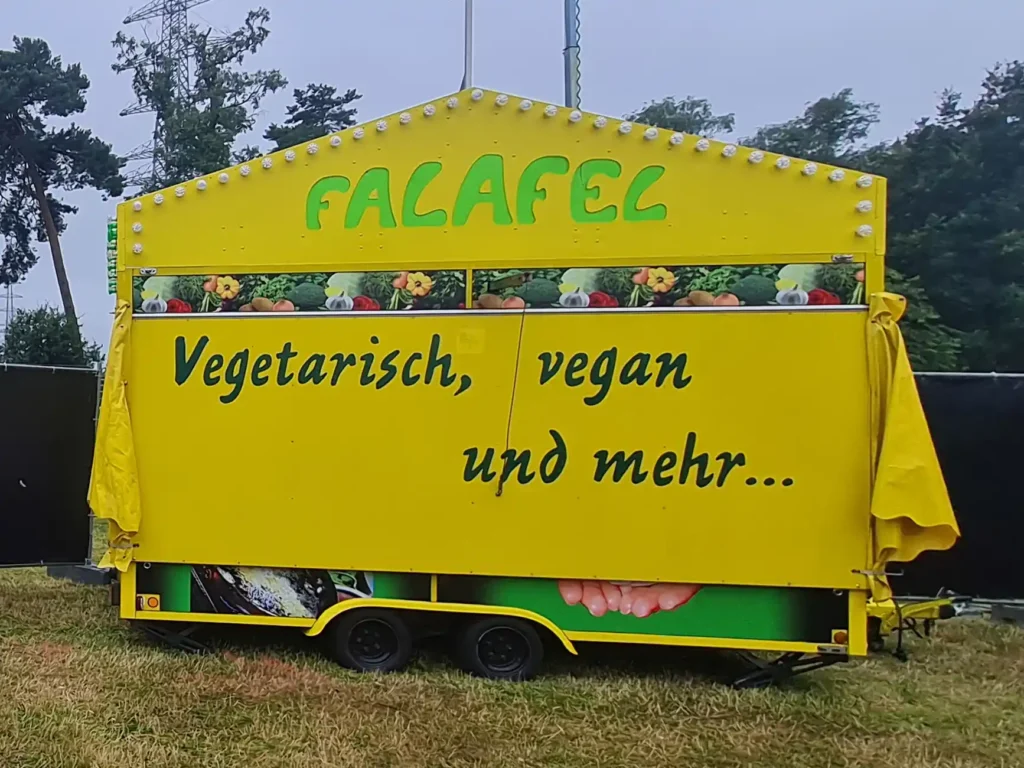 FALAFEL
Vegetarisch, vegan
und mehr...